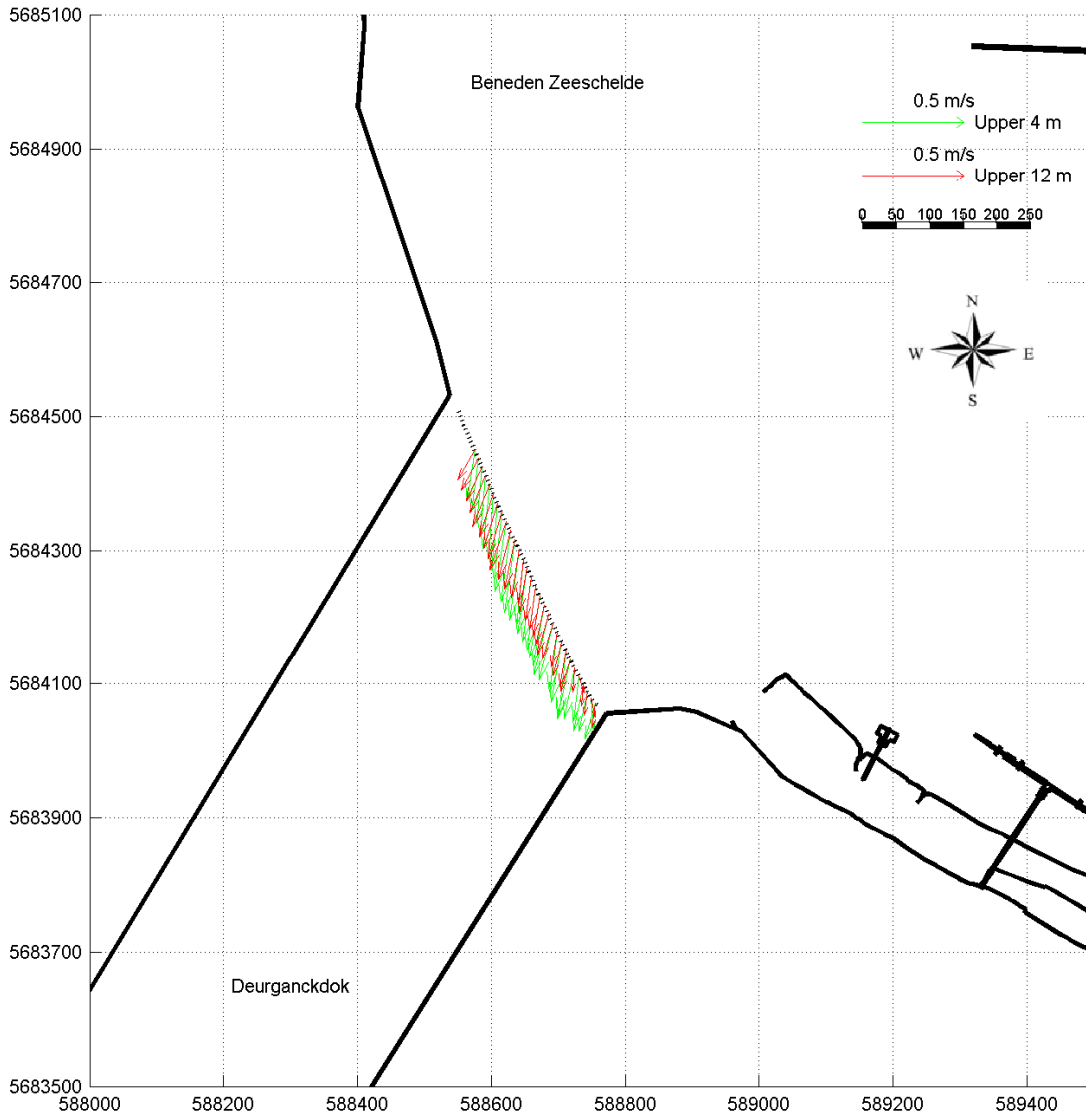 5685100
Beneden Zeeschelde
0.5 m/s
Upper 4 m
5684900
0.5 m/s
Upper 12 m
0 50 100 150 200 250
5684700
N
W E
S
5684500
5684300
5684100
5683900
5683700
Deurganckdok
5683500
588000 588200 588400 588600 588800 589000 589200 589400